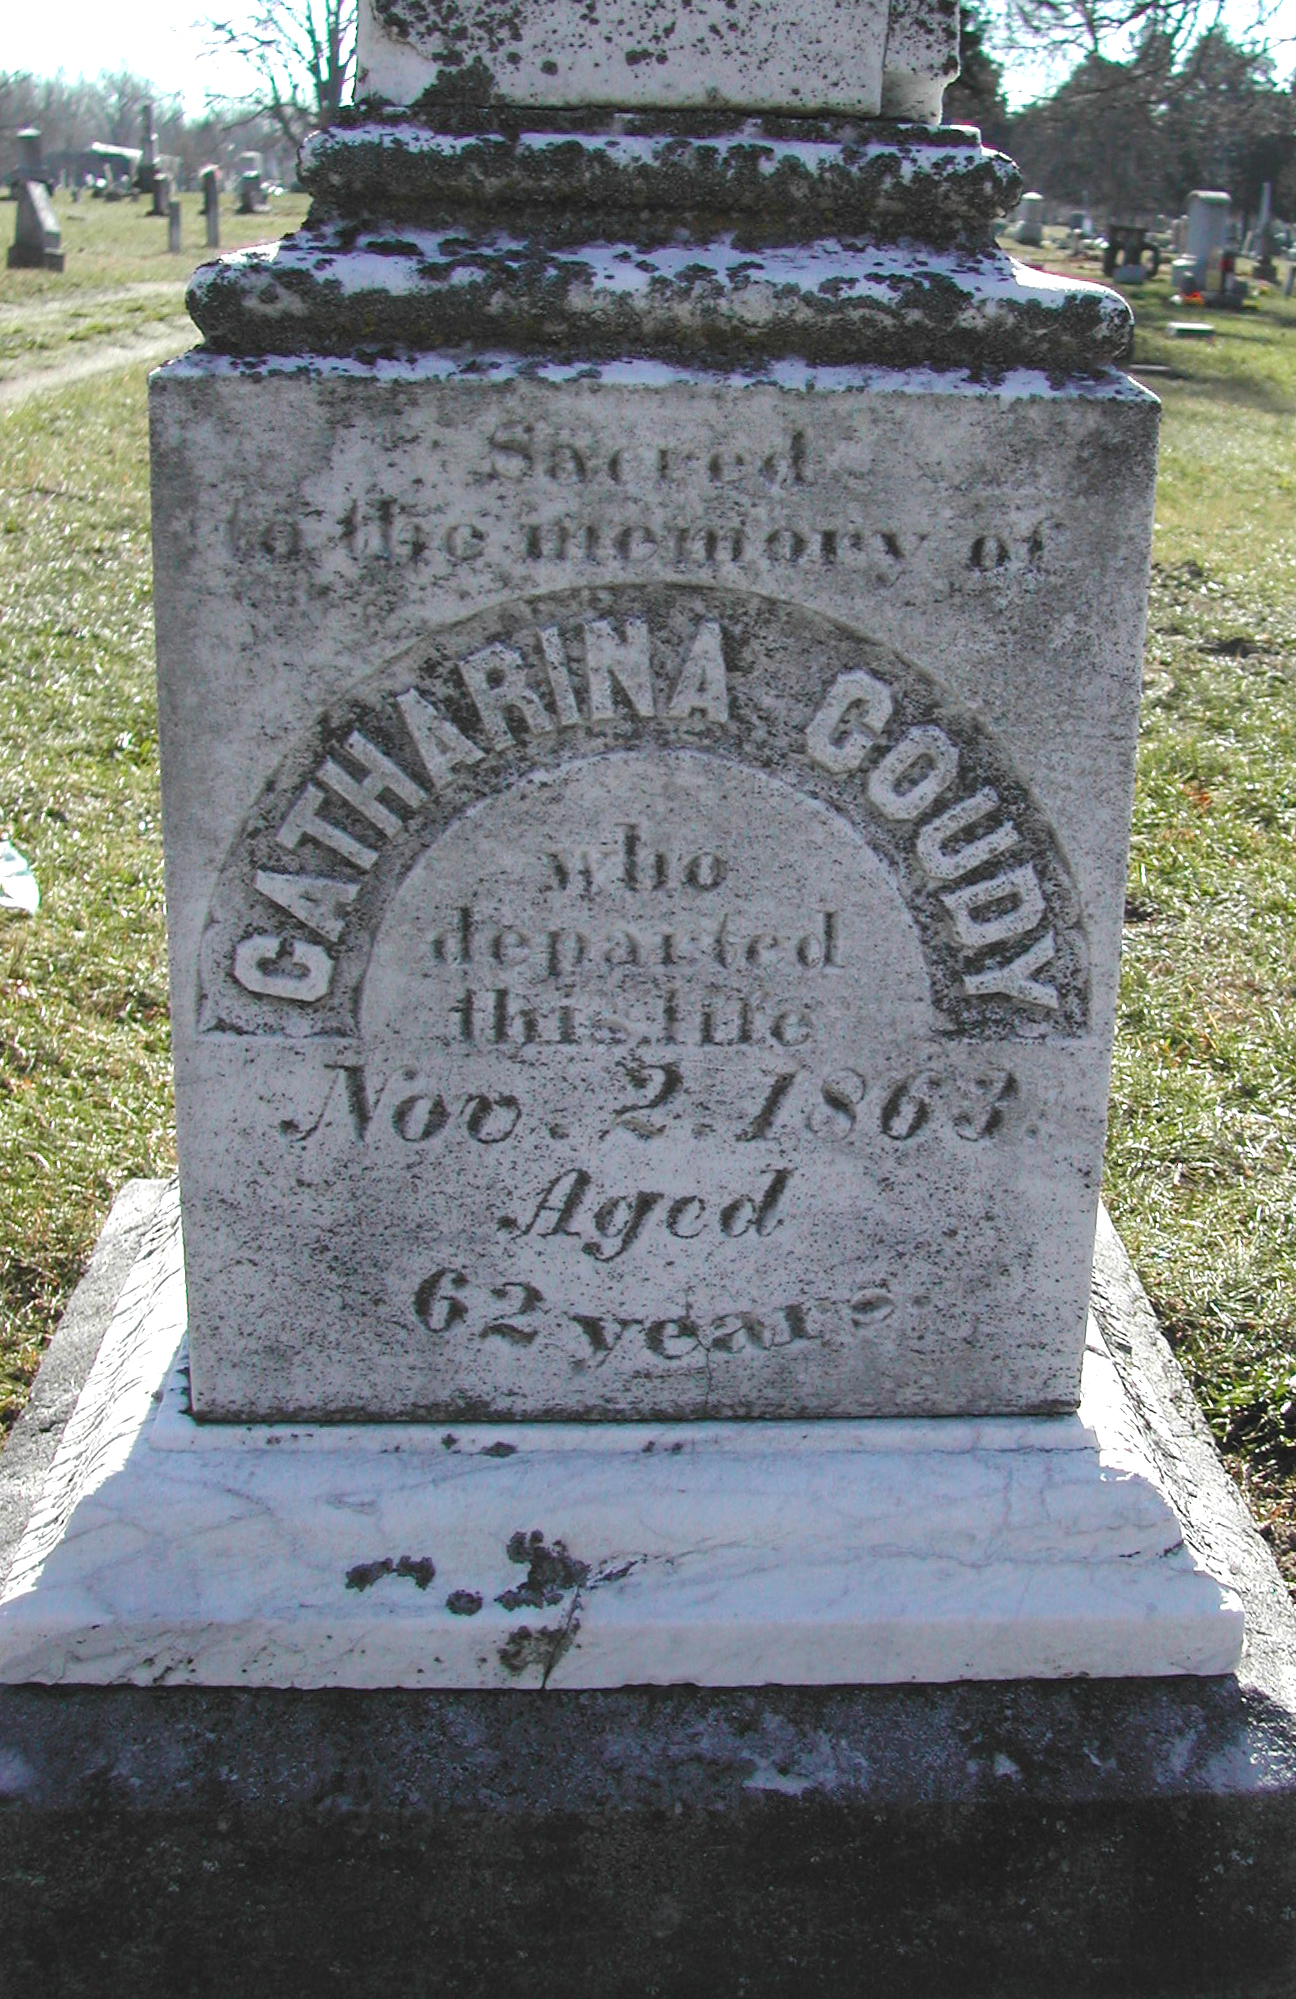 Sacred
to the memory of
CATHARINA GOUDY
who
departed
this life
Nov. 2. 1863.
Aged
62 years.